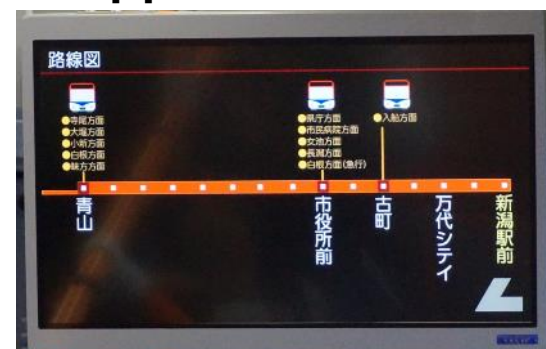 路線図
●寺尾方面
●大堀方面
●小新方面
●白根方面
●味方方面
●県庁方面
●市民病院方面
●女池方面
●長潟方面
●白根方面(急行)
●入船方面
青山
市役所前
古町
万代シテイ
新潟駅前